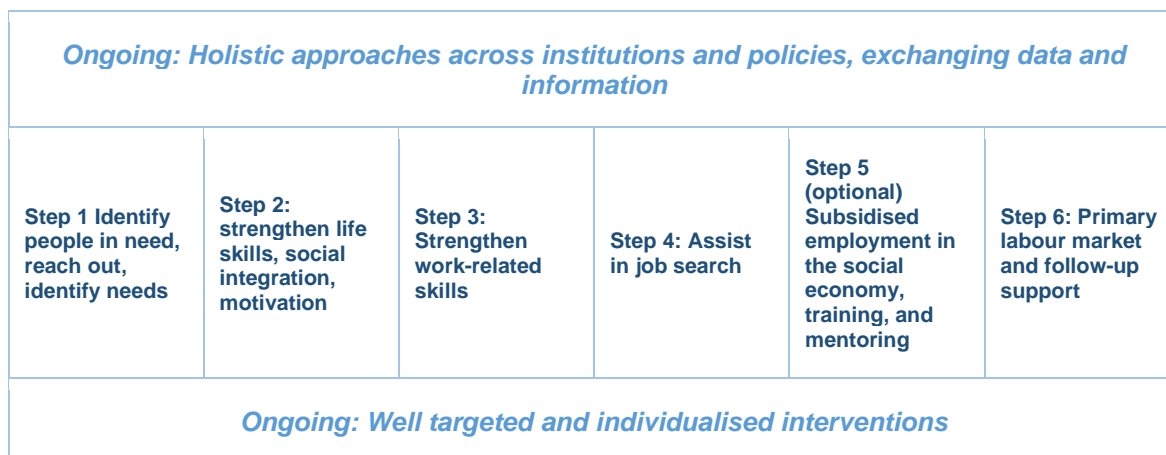 Ongoing: Holistic approaches across institutions and policies, exchanging data and
information
Step 1 Identify
people in need,
reach out,
identify needs
Step 2:
strengthen life
skills, social
integration,
motivation
Step 3:
Strengthen
work-related
skills
Step 4: Assist
in job search
Step 5
(optional)
Subsidised
employment in
the social
economy,
training, and
mentoring
Step 6: Primary
labour market
and follow-up
support
Ongoing: Well targeted and individualised interventions